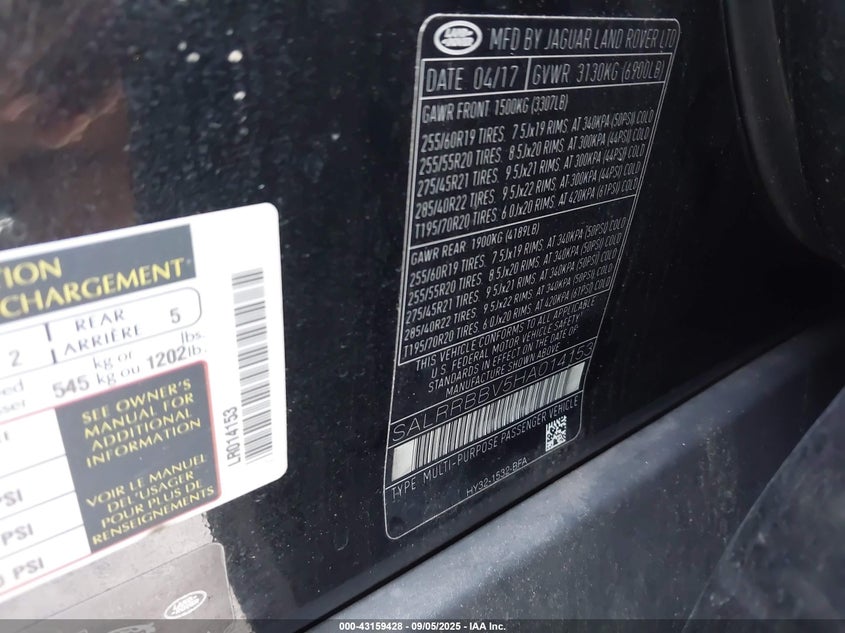 LAND ROVER
MFD BY JAGUAR LAND ROVER LTD
DATE 04/17 GVWR 3130KG (6900LB)
GAWR FRONT 1500KG (3307LB)
255/60R19 TIRES 7.5Jx19 RIMS, AT 340KPA (50PSI) COLD
255/55R20 TIRES 8.5Jx20 RIMS, AT 300KPA (44PSI) COLD
275/45R21 TIRES 9.5Jx21 RIMS, AT 300KPA (44PSI) COLD
285/40R22 TIRES 9.5Jx22 RIMS, AT 300KPA (44PSI) COLD
T195/70R20 TIRES 6.0Jx20 RIMS, AT 420KPA (61PSI) COLD
GAWR REAR 1900KG (4189LB)
255/60R19 TIRES 7.5Jx19 RIMS, AT 340KPA (50PSI) COLD
255/55R20 TIRES 8.5Jx20 RIMS, AT 340KPA (50PSI) COLD
275/45R21 TIRES 9.5Jx21 RIMS, AT 340KPA (50PSI) COLD
285/40R22 TIRES 9.5Jx22 RIMS, AT 340KPA (50PSI) COLD
T195/70R20 TIRES 6.0Jx20 RIMS, AT 420KPA (61PSI) COLD
THIS VEHICLE CONFORMS TO ALL APPLICABLE
U.S. FEDERAL MOTOR VEHICLE SAFETY
STANDARDS IN EFFECT ON THE DATE OF
MANUFACTURE SHOWN ABOVE.
SALRRBBV5HA014153
TYPE MULTI-PURPOSE PASSENGER VEHICLE
HY32-1532-BFA
TION
CHARGEMENT
2 REAR ARRIÈRE 5
545 kg or kg ou 1202 lbs. lb.
SEE OWNER'S
MANUAL FOR
ADDITIONAL
INFORMATION
VOIR LE MANUEL
DEL'USAGER
POUR PLUS DE
RENSEIGNEMENTS
PSI
PSI
PSI
LR014153
LAND ROVER
000-43159428 - 09/05/2025 - IAA Inc.